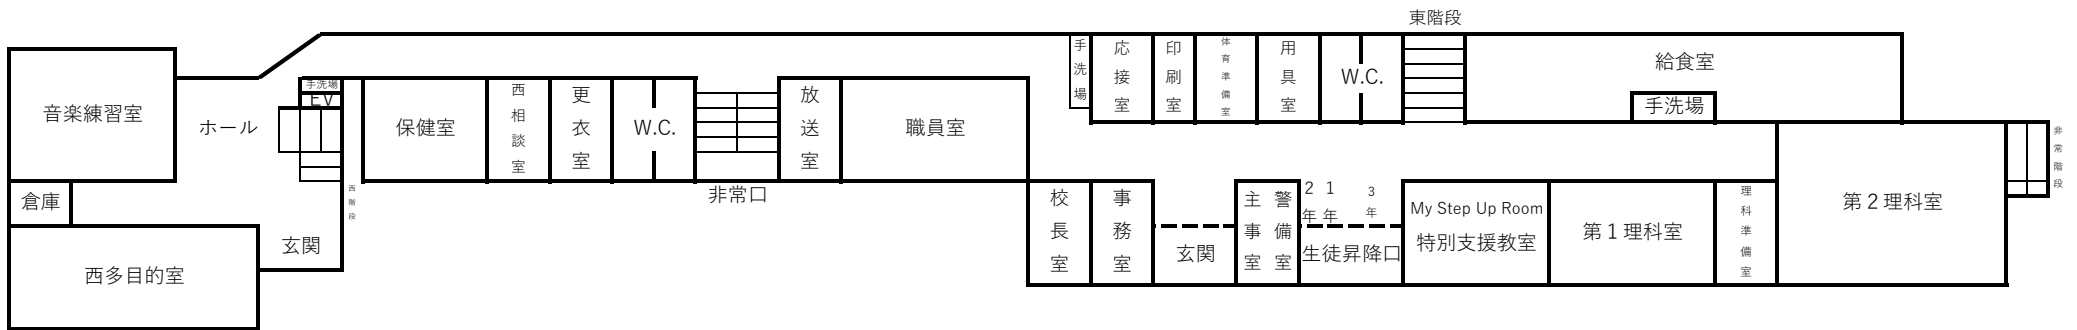 東階段
手洗場
応接室
印刷室
体育準備室
用具室
W.C.
給食室
手洗場
音楽練習室
ホール
手洗場
EV
保健室
西相談室
更衣室
W.C.
放送室
職員室
非常階段
倉庫
西階段
非常口
玄関
西多目的室
校長室
事務室
玄関
主事室
警備室
2年
1年
3年
生徒昇降口
My Step Up Room
特別支援教室
第1理科室
理科準備室
第2理科室